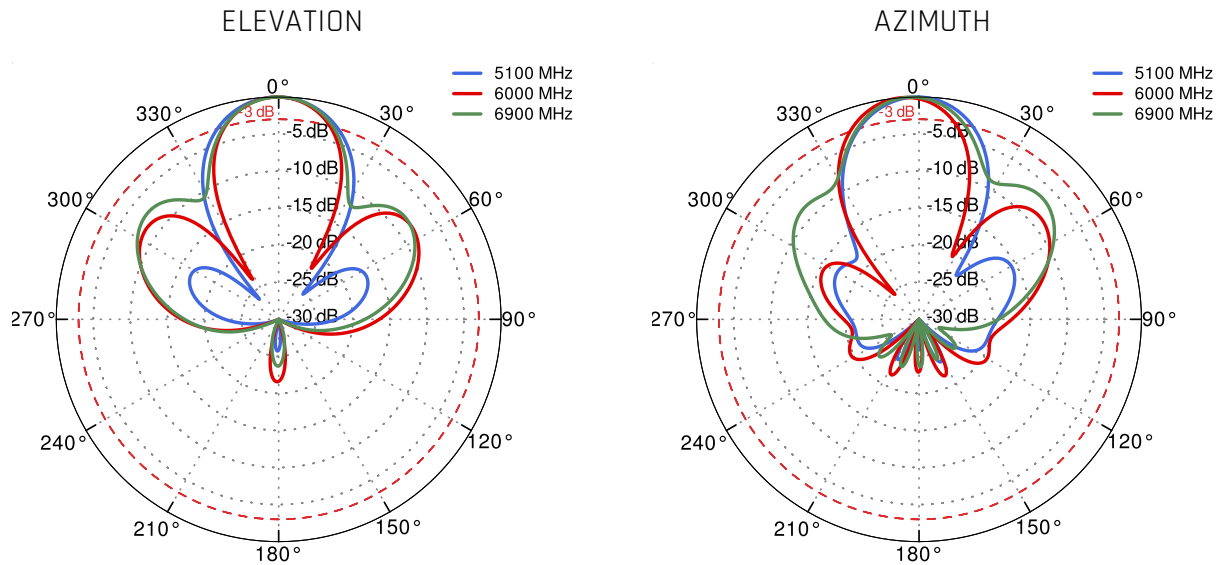 ELEVATION
5100 MHz
6000 MHz
6900 MHz
0°
330°
30°
-3 dB
-5 dB
-10 dB
300°
60°
-15 dB
-20 dB
-25 dB
270°
-30 dB
90°
240°
120°
210°
150°
180°
AZIMUTH
5100 MHz
6000 MHz
6900 MHz
0°
330°
30°
-3 dB
-5 dB
-10 dB
300°
60°
-15 dB
-20 dB
-25 dB
270°
-30 dB
90°
240°
120°
210°
150°
180°